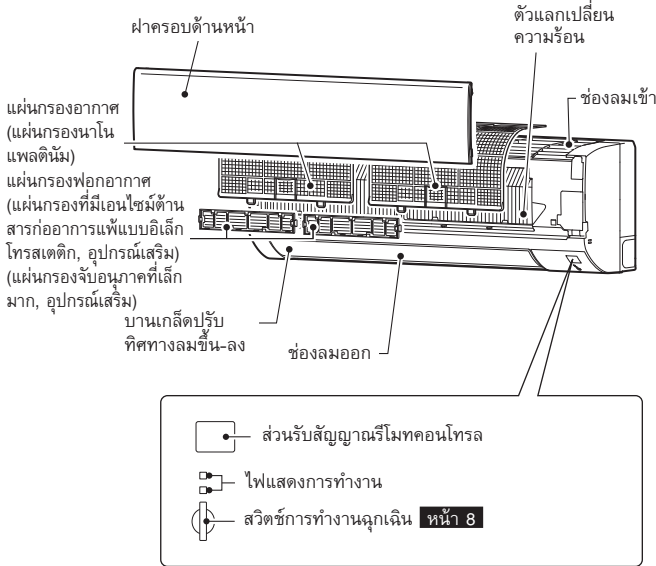 ฝาครอบด้านหน้า
ตัวแลกเปลี่ยน
ความร้อน
ช่องลมเข้า
แผ่นกรองอากาศ
(แผ่นกรองนาโน
แพลตินัม)
แผ่นกรองฟอกอากาศ
(แผ่นกรองที่มีเอนไซม์ต้าน
สารก่ออาการแพ้แบบอิเล็ก
โทรสเตติก, อุปกรณ์เสริม)
(แผ่นกรองจับอนุภาคที่เล็ก
มาก, อุปกรณ์เสริม)
บานเกล็ดปรับ
ทิศทางลมขึ้น-ลง
ช่องลมออก
ส่วนรับสัญญาณรีโมทคอนโทรล
ไฟแสดงการทำงาน
สวิตช์การทำงานฉุกเฉิน หน้า 8